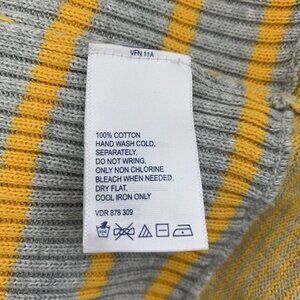 VFN 11A
100% COTTON
HAND WASH COLD,
SEPARATELY.
DO NOT WRING,
ONLY NON CHLORINE
BLEACH WHEN NEEDED.
DRY FLAT,
COOL IRON ONLY
VDR 878 309